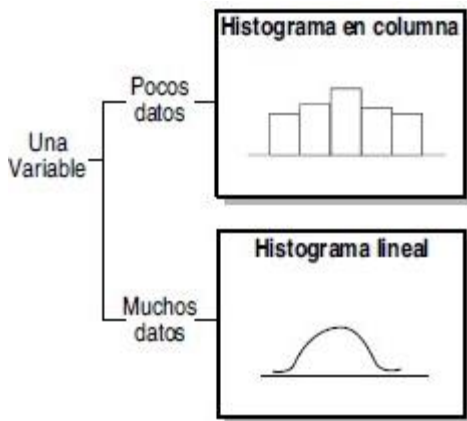 Una
Variable
Pocos
datos
Histograma en columna
Muchos
datos
Histograma lineal